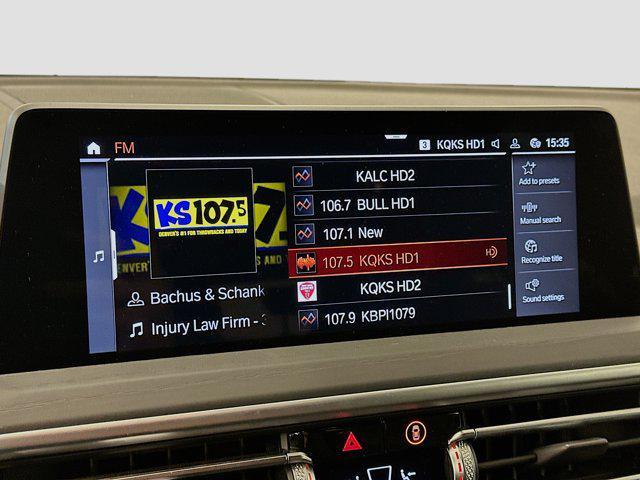 FM
3 KQKS HD1
15:35
KALC HD2
106.7 BULL HD1
107.1 New
107.5 KQKS HD1
KQKS HD2
107.9 KBPI1079
KS107.5
DENVER'S #1 FOR THROWBACKS AND TODAY
Bachus & Schank
Injury Law Firm -
Add to presets
Manual search
Recognize title
Sound settings